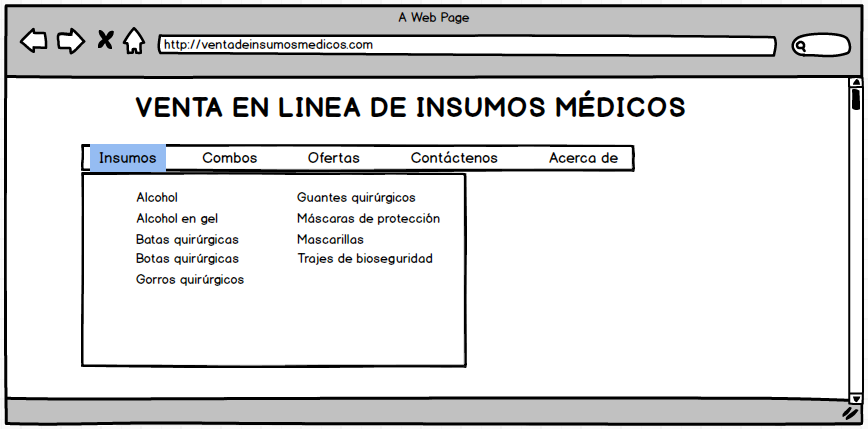 A Web Page
http://ventadeinsumosmedicos.com
VENTA EN LINEA DE INSUMOS MÉDICOS
Insumos Combos Ofertas Contáctenos Acerca de
Alcohol Guantes quirúrgicos
Alcohol en gel Máscaras de protección
Batas quirúrgicas Mascarillas
Botas quirúrgicas Trajes de bioseguridad
Gorros quirúrgicos